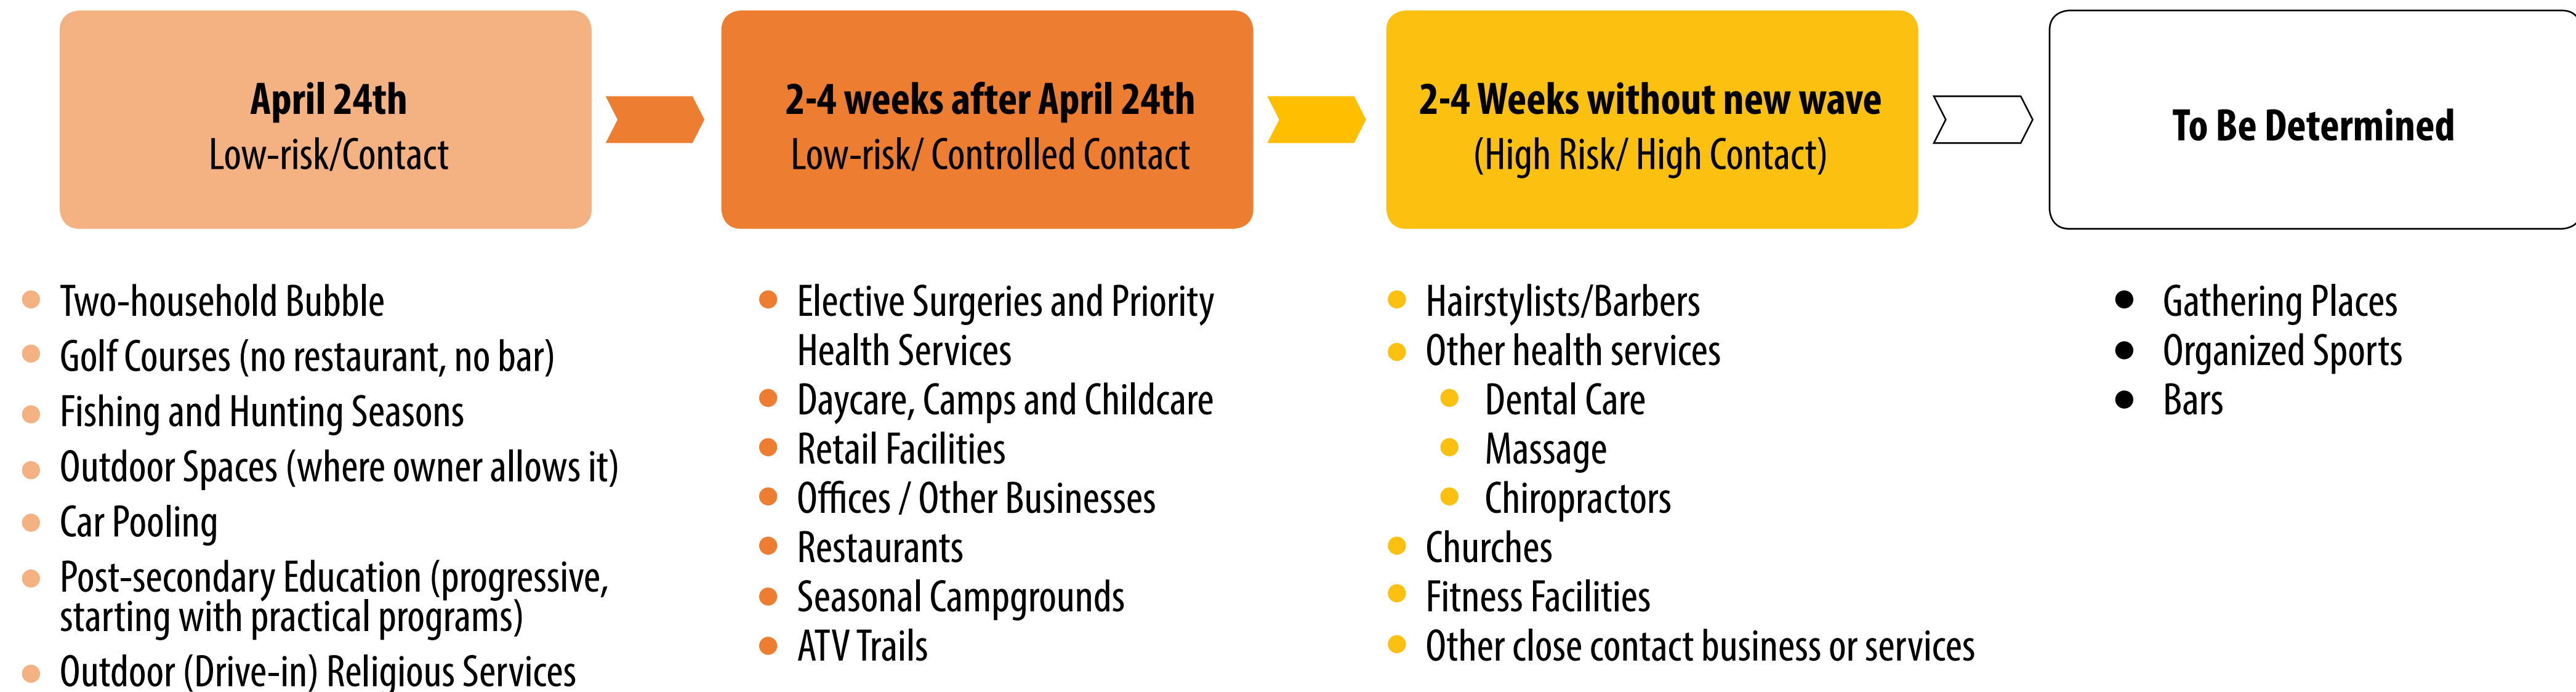 April 24th
Low-risk/Contact
Two-household Bubble
Golf Courses (no restaurant, no bar)
Fishing and Hunting Seasons
Outdoor Spaces (where owner allows it)
Car Pooling
Post-secondary Education (progressive,
starting with practical programs)
Outdoor (Drive-in) Religious Services
2-4 weeks after April 24th
Low-risk/ Controlled Contact
Elective Surgeries and Priority
Health Services
Daycare, Camps and Childcare
Retail Facilities
Offices / Other Businesses
Restaurants
Seasonal Campgrounds
ATV Trails
2-4 Weeks without new wave
(High Risk/ High Contact)
Hairstylists/Barbers
Other health services
Dental Care
Massage
Chiropractors
Churches
Fitness Facilities
Other close contact business or services
To Be Determined
Gathering Places
Organized Sports
Bars